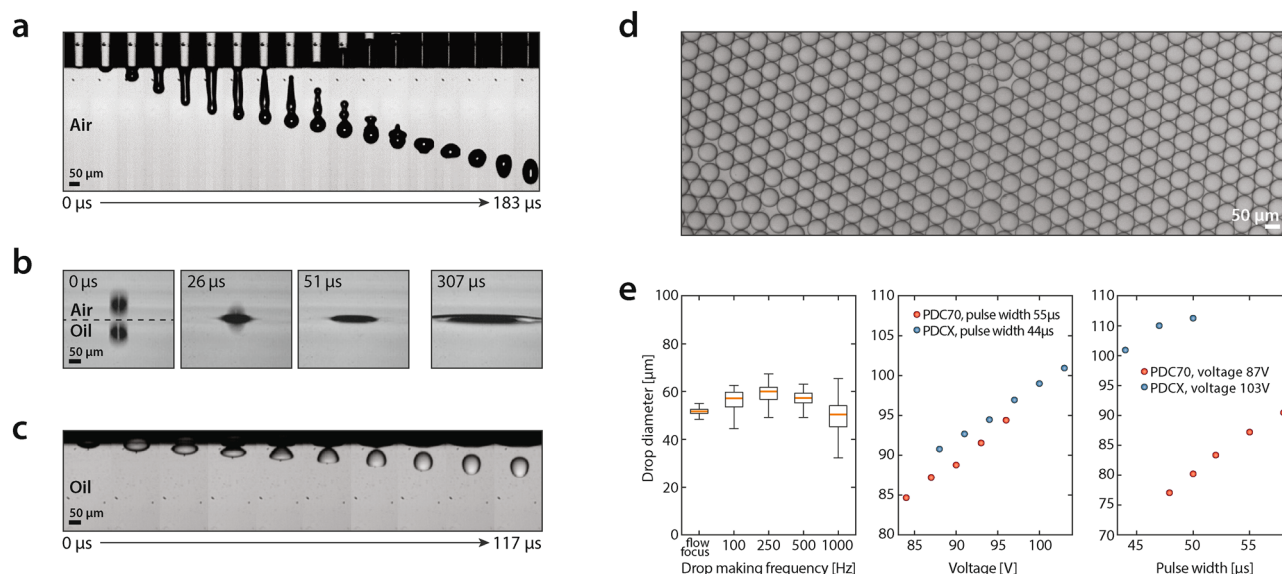 a
Air
50 µm
0 µs
183 µs
b
0 µs
26 µs
51 µs
307 µs
Air
Oil
50 µm
c
Oil
50 µm
0 µs
117 µs
d
50 µm
e
Drop diameter [µm]
100
80
60
40
20
0
flow focus
100
250
500
1000
Drop making frequency [Hz]
110
105
100
95
90
85
80
PDC70, pulse width 55µs
PDCX, pulse width 44µs
85
90
95
100
Voltage [V]
110
110
100
95
90
85
80
75
70
PDC70, voltage 87V
PDCX, voltage 103V
45
50
55
Pulse width [µs]